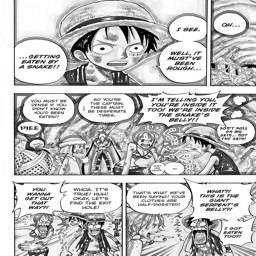 ...GETTING
EATEN BY
A SNAKE!!
I SEE.
WELL, IT
MUST'VE
BEEN
ROUGH...
OH...
YOU MUST BE
DENSE IF YOU
DIDN'T KNOW
YOU'D BEEN
EATEN!!
SO YOU'RE
THE CAPTAIN.
THESE MUST
BE DESPERATE
TIMES.
I'M TELLING YOU,
YOU'RE INSIDE IT
TOO! WE'RE INSIDE
THE SNAKE'S
BELLY!!
YOU WANNA
GET OUT
THAT
WAY?!
WHOA. IT'S
TRUE! HUH!
OKAY, LET'S
FIND THE EXIT
HOLE!
THAT'S WHAT WE'VE
BEEN SAYING! YOUR
CLOTHES ARE
HALF-DIGESTED!
WHAT?!
THIS IS THE
GIANT
SERPENT'S
BELLY?!
I GOT
EATEN
TOO?!